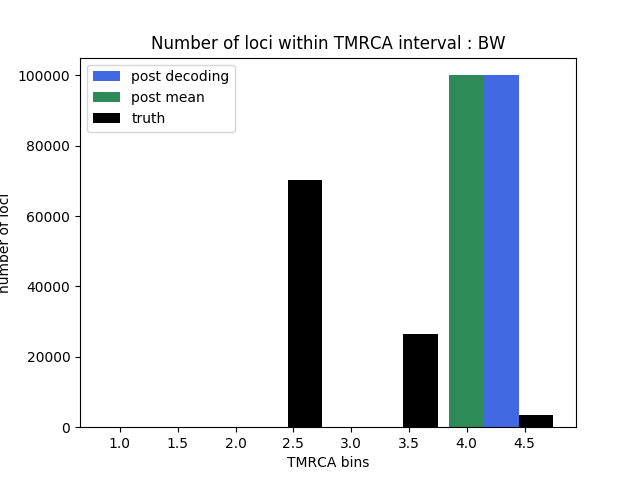 Number of loci within TMRCA interval : BW
post decoding
post mean
truth
100000
80000
60000
40000
20000
0
number of loci
1.0 1.5 2.0 2.5 3.0 3.5 4.0 4.5
TMRCA bins